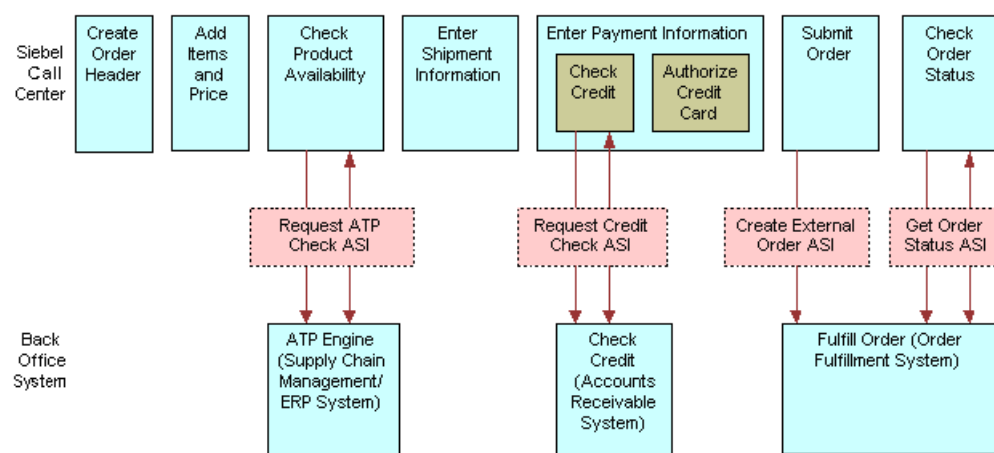 Siebel
Call
Center
Create
Order
Header
Add
Items
and
Price
Check
Product
Availability
Enter
Shipment
Information
Enter Payment Information
Check
Credit
Authorize
Credit
Card
Submit
Order
Check
Order
Status
Request ATP
Check ASI
Request Credit
Check ASI
Create External
Order ASI
Get Order
Status ASI
Back
Office
System
ATP Engine
(Supply Chain
Management/
ERP System)
Check
Credit
(Accounts
Receivable
System)
Fulfill Order (Order
Fulfillment System)